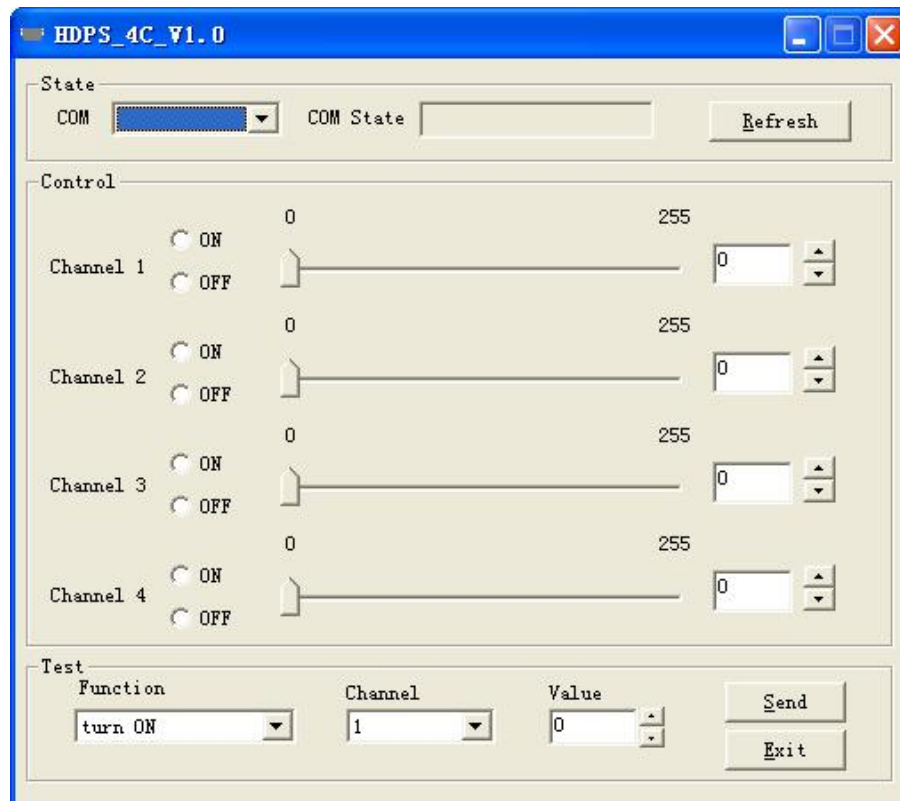 HDPS_4C_V1.0
State
COM COM State Refresh
Control
0 255
ON
Channel 1 0
OFF
0 255
ON
Channel 2 0
OFF
0 255
ON
Channel 3 0
OFF
0 255
ON
Channel 4 0
OFF
Test
Function Channel Value
turn ON 1 0 Send
Exit